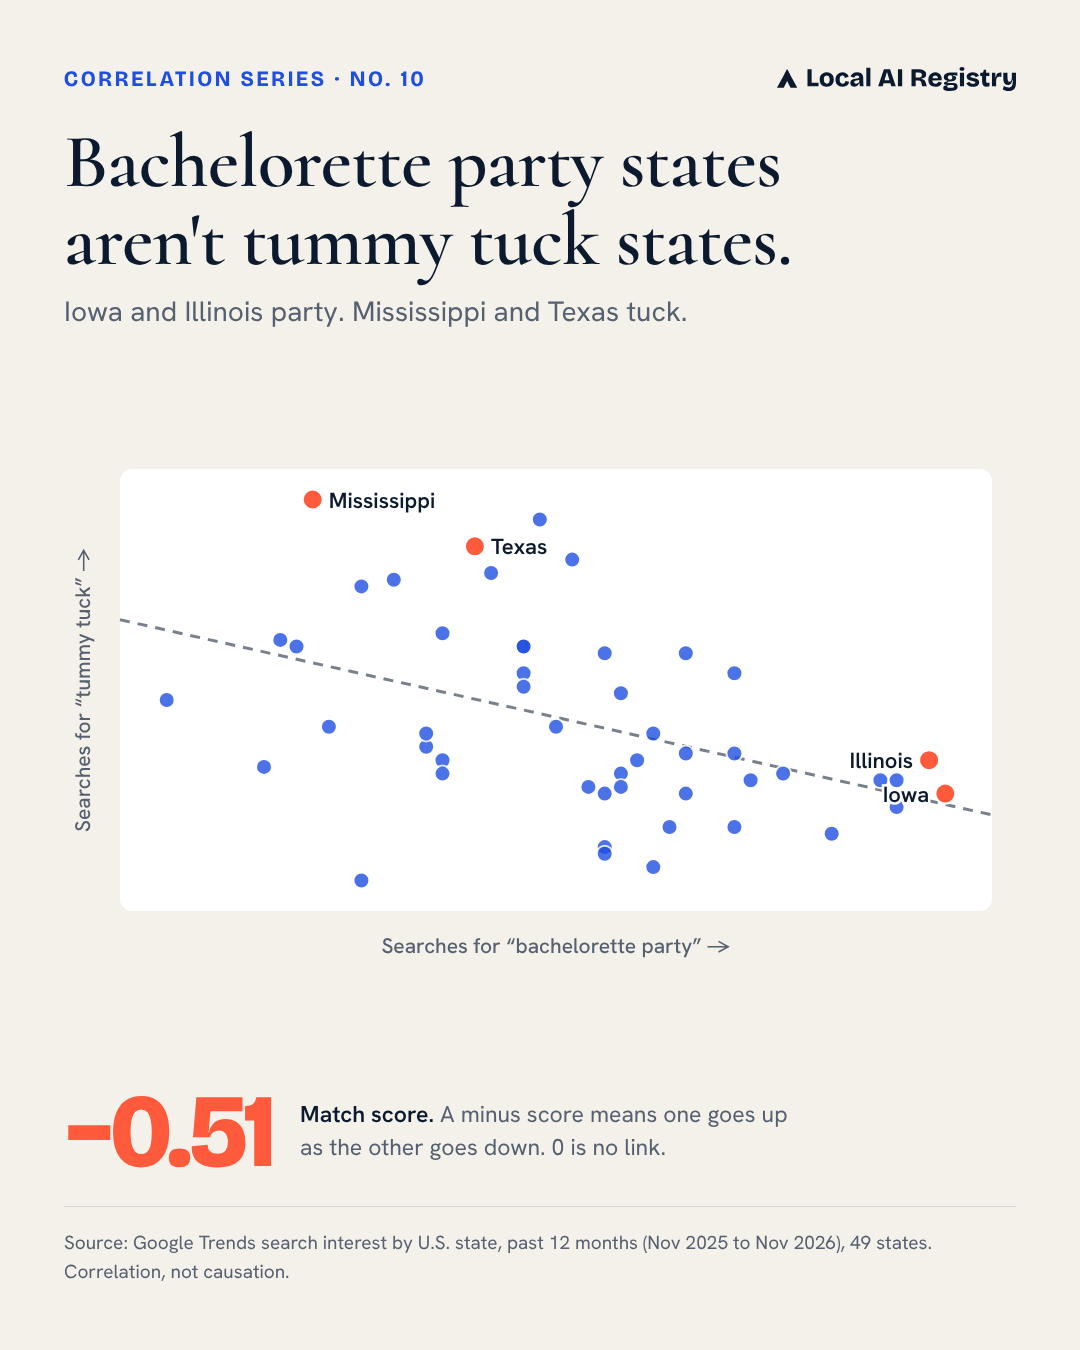 CORRELATION SERIES · NO. 10
Local AI Registry
Bachelorette party states
aren't tummy tuck states.
Iowa and Illinois party. Mississippi and Texas tuck.
Mississippi
Texas
Searches for “tummy tuck” →
Illinois
Iowa
Searches for “bachelorette party” →
−0.51
Match score. A minus score means one goes up
as the other goes down. 0 is no link.
Source: Google Trends search interest by U.S. state, past 12 months (Nov 2025 to Nov 2026), 49 states.
Correlation, not causation.